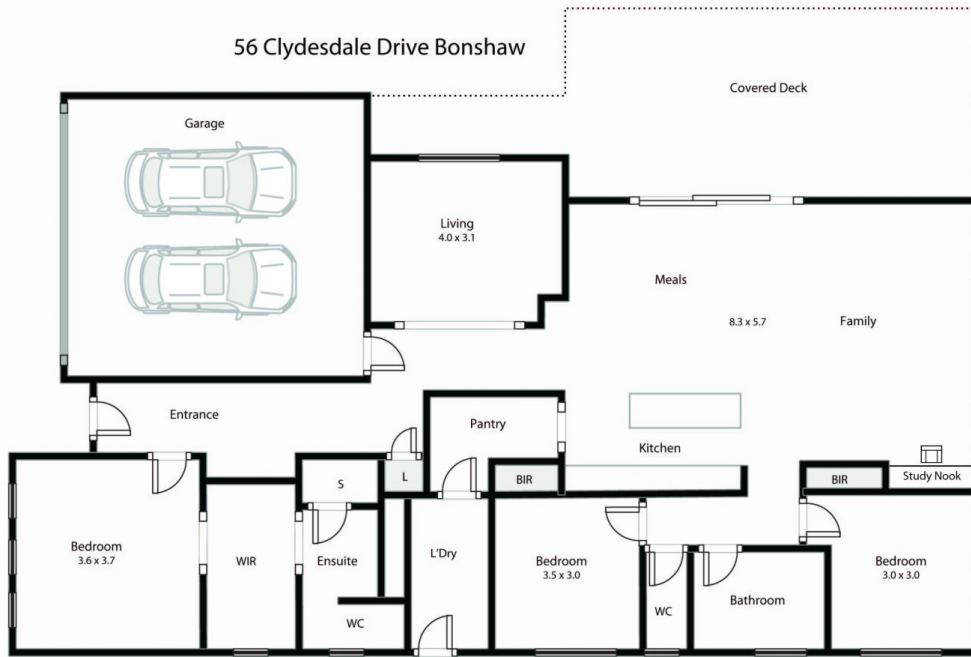 56 Clydesdale Drive Bonshaw
Covered Deck
Garage
Living
4.0 x 3.1
Meals
8.3 x 5.7
Family
Entrance
Pantry
Kitchen
S
L
BIR
BIR
Study Nook
Bedroom
3.6 x 3.7
WIR
Ensuite
L'Dry
Bedroom
3.5 x 3.0
Bedroom
3.0 x 3.0
WC
WC
Bathroom